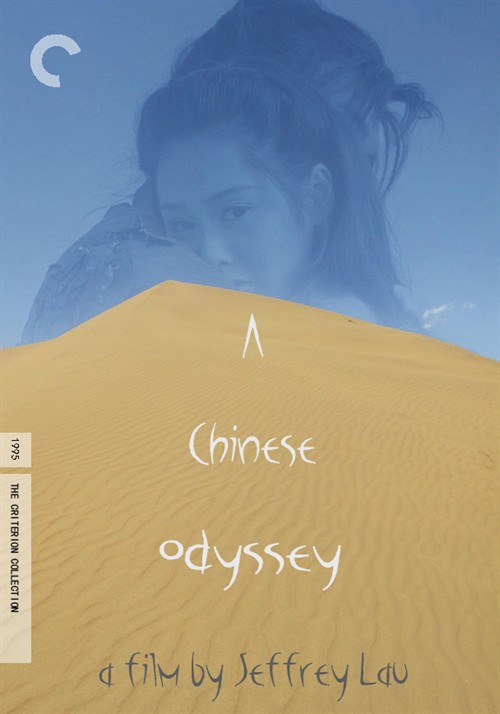 A
Chinese
odyssey
1995
THE CRITERION COLLECTION
a film by Jeffrey Lau